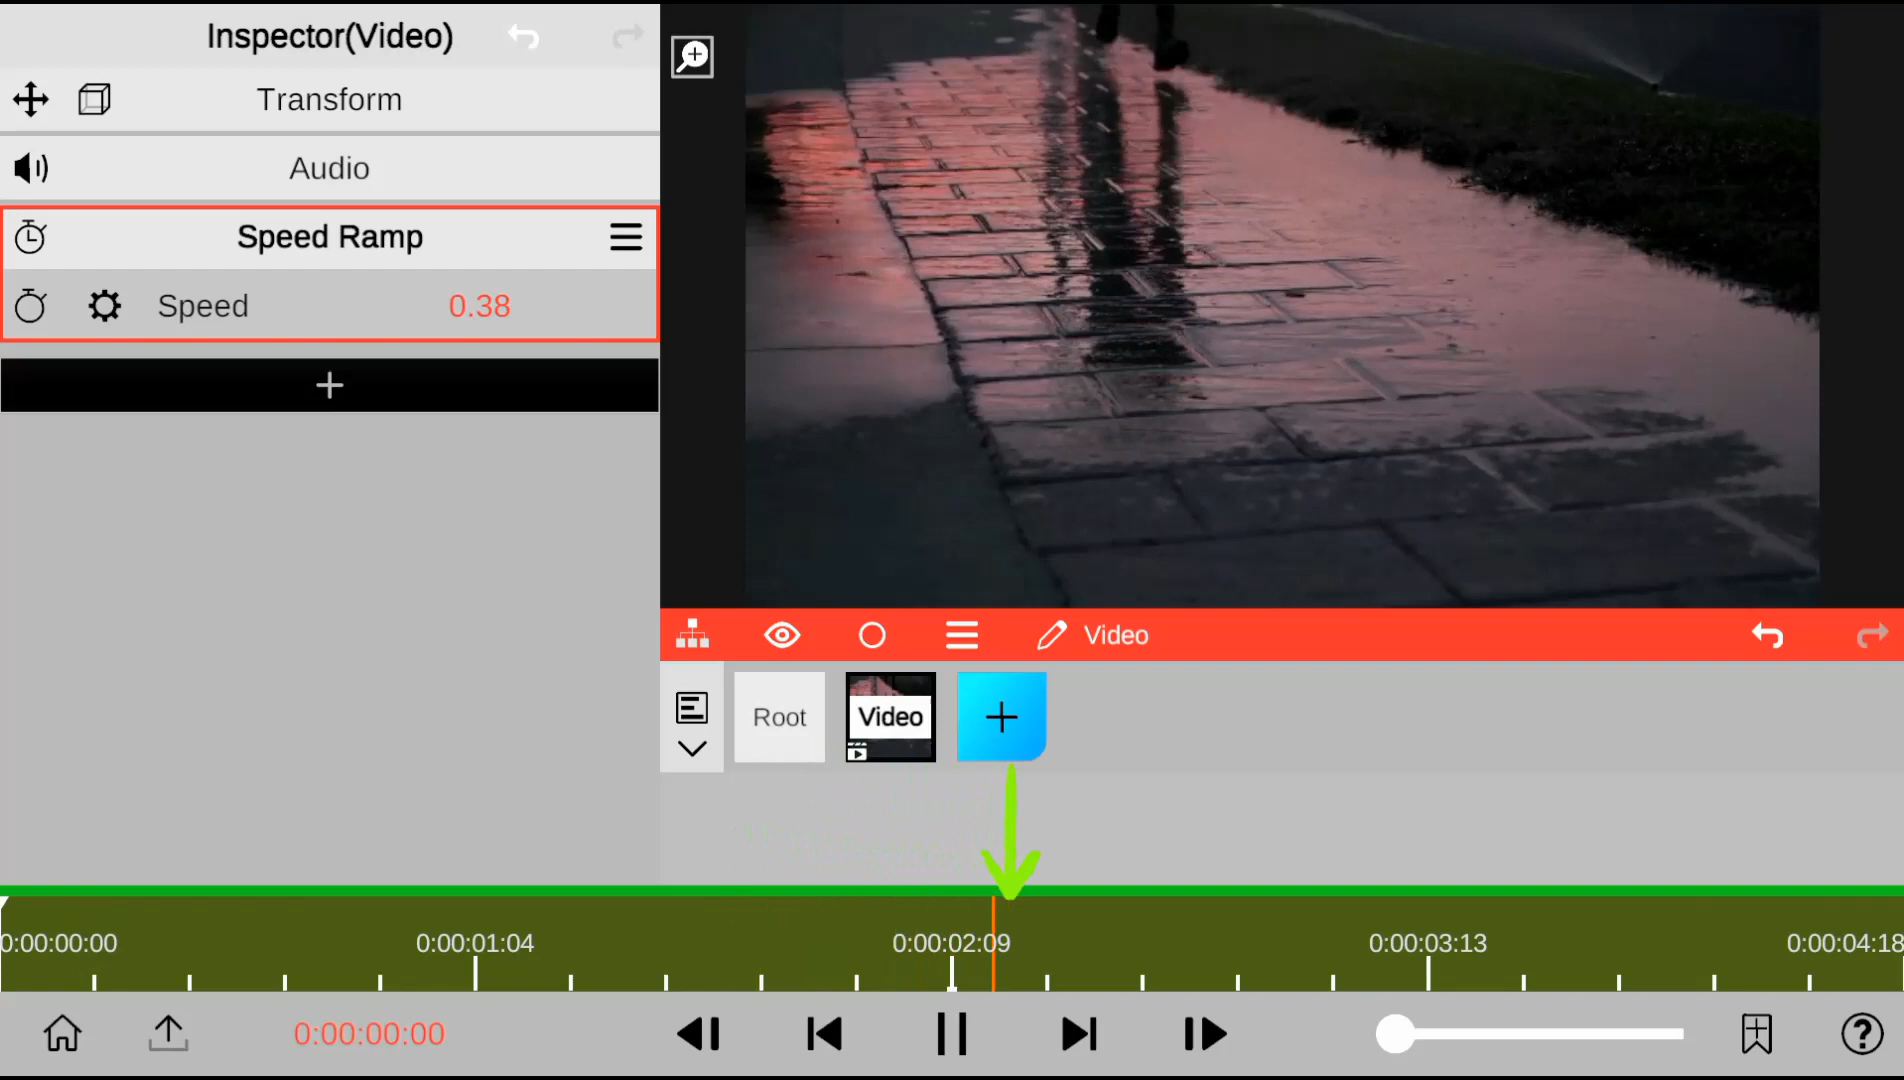 Inspector(Video)
Transform
Audio
Speed Ramp
Speed 0.38
Video
Root
Video
0:00:00:00 0:00:01:04 0:00:02:09 0:00:03:13 0:00:04:18
0:00:00:00